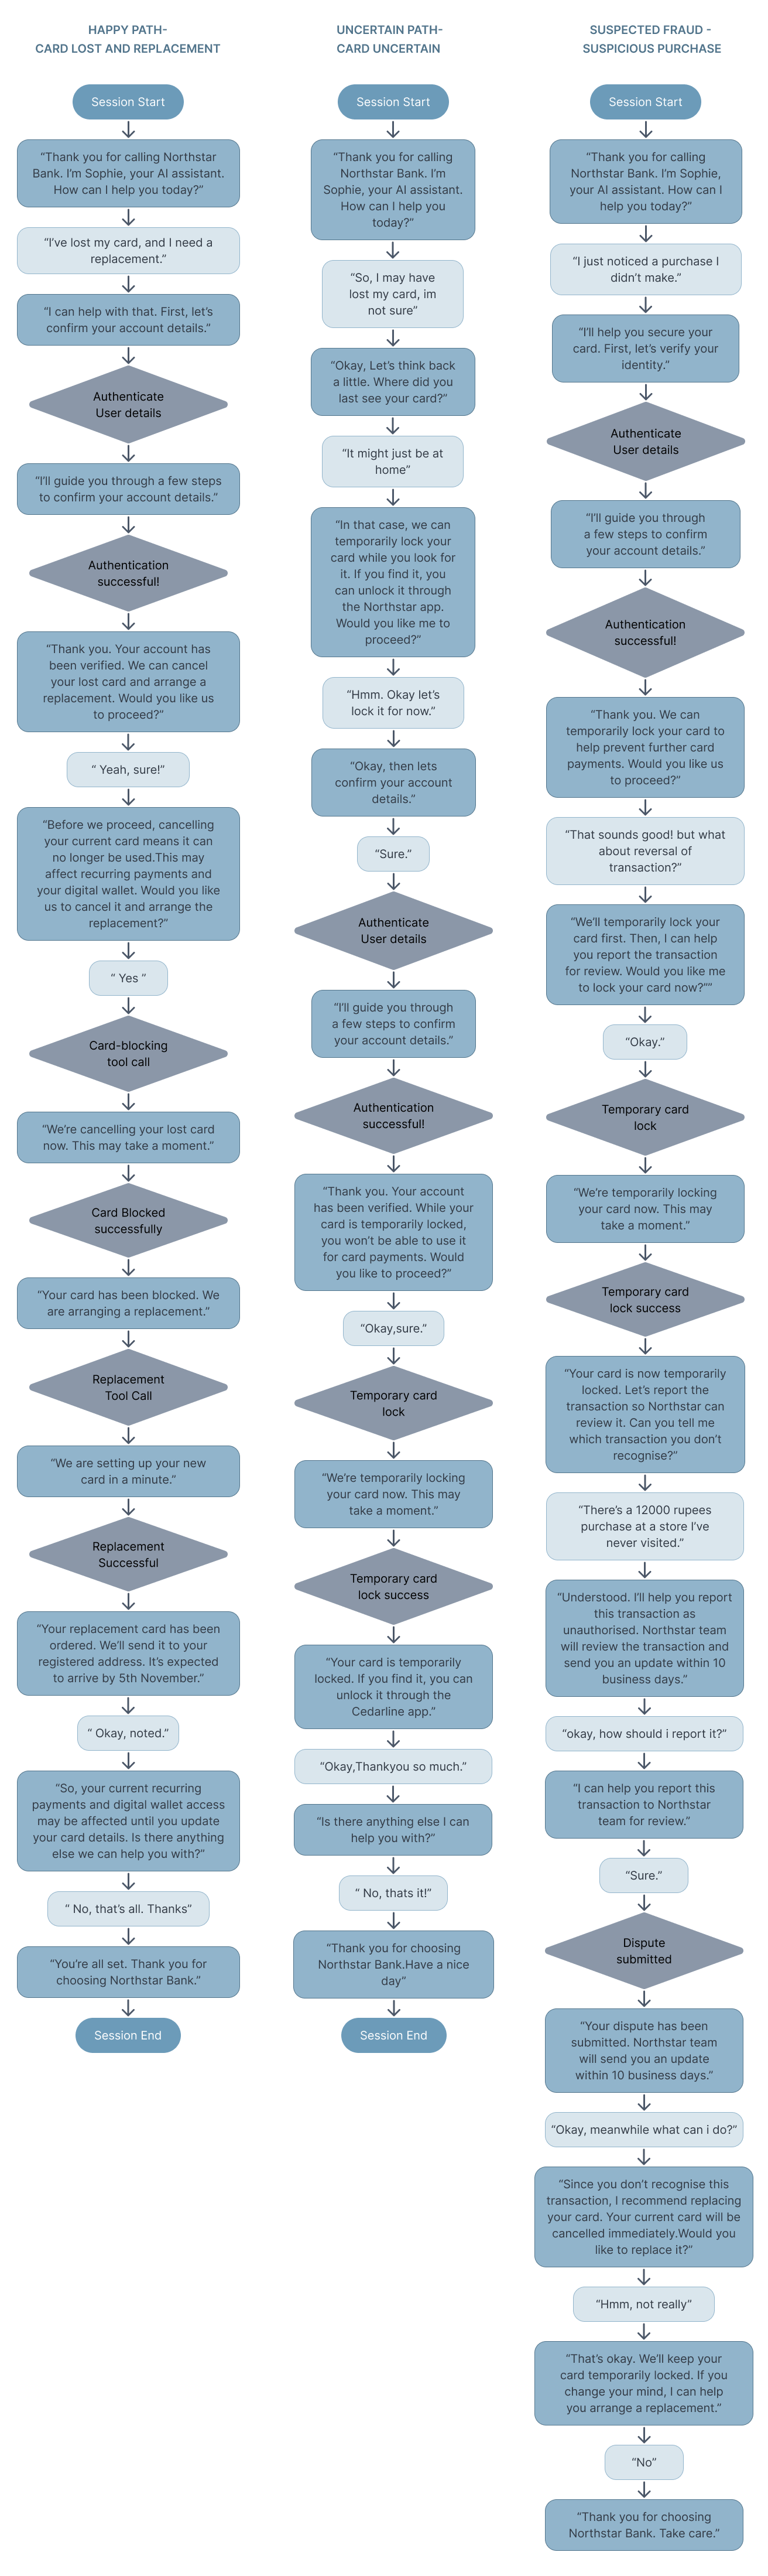 HAPPY PATH-
CARD LOST AND REPLACEMENT
Session Start
“Thank you for calling Northstar
Bank. I’m Sophie, your AI assistant.
How can I help you today?”
“I’ve lost my card, and I need a
replacement.”
“I can help with that. First, let’s
confirm your account details.”
Authenticate
User details
“I’ll guide you through a few steps
to confirm your account details.”
Authentication
successful!
“Thank you. Your account has
been verified. We can cancel
your lost card and arrange a
replacement. Would you like us
to proceed?”
“ Yeah, sure!”
“Before we proceed, cancelling
your current card means it can
no longer be used.This may
affect recurring payments and
your digital wallet. Would you like
us to cancel it and arrange the
replacement?”
“ Yes “
Card-blocking
tool call
“We’re cancelling your lost card
now. This may take a moment.”
Card Blocked
successfully
“Your card has been blocked. We
are arranging a replacement.”
Replacement
Tool Call
“We are setting up your new
card in a minute.”
Replacement
Successful
“Your replacement card has been
ordered. We’ll send it to your
registered address. It’s expected
to arrive by 5th November.”
“ Okay, noted.”
“So, your current recurring
payments and digital wallet access
may be affected until you update
your card details. Is there anything
else we can help you with?”
“ No, that’s all. Thanks”
“You’re all set. Thank you for
choosing Northstar Bank.”
Session End
UNCERTAIN PATH-
CARD UNCERTAIN
Session Start
“Thank you for calling
Northstar Bank. I’m
Sophie, your AI assistant.
How can I help you
today?”
“So, I may have
lost my card, im
not sure”
“Okay, Let’s think back
a little. Where did you
last see your card?”
“It might just be at
home”
“In that case, we can
temporarily lock your
card while you look for
it. If you find it, you
can unlock it through
the Northstar app.
Would you like me to
proceed?”
“Hmm. Okay let’s
lock it for now.”
“Okay, then lets
confirm your account
details.”
“Sure.”
Authenticate
User details
“I’ll guide you through
a few steps to confirm
your account details.”
Authentication
successful!
“Thank you. Your account
has been verified. While your
card is temporarily locked,
you won’t be able to use it
for card payments. Would
you like to proceed?”
“Okay,sure.”
Temporary card
lock
“We’re temporarily locking
your card now. This may
take a moment.”
Temporary card
lock success
“Your card is temporarily
locked. If you find it, you can
unlock it through the
Cedarline app.”
“Okay,Thankyou so much.”
“Is there anything else I can
help you with?”
“ No, thats it!”
“Thank you for choosing
Northstar Bank.Have a nice
day”
Session End
SUSPECTED FRAUD -
SUSPICIOUS PURCHASE
Session Start
“Thank you for calling
Northstar Bank. I’m Sophie,
your AI assistant. How can I
help you today?”
“I just noticed a purchase I
didn’t make.”
“I’ll help you secure your
card. First, let’s verify your
identity.”
Authenticate
User details
“I’ll guide you through
a few steps to confirm
your account details.”
Authentication
successful!
“Thank you. We can
temporarily lock your card to
help prevent further card
payments. Would you like us
to proceed?”
“That sounds good! but what
about reversal of
transaction?”
“We’ll temporarily lock your
card first. Then, I can help
you report the transaction
for review. Would you like me
to lock your card now?””
“Okay.”
Temporary card
lock
“We’re temporarily locking
your card now. This may
take a moment.”
Temporary card
lock success
“Your card is now temporarily
locked. Let’s report the
transaction so Northstar can
review it. Can you tell me
which transaction you don’t
recognise?”
“There’s a 12000 rupees
purchase at a store I’ve
never visited.”
“Understood. I’ll help you report
this transaction as
unauthorised. Northstar team
will review the transaction and
send you an update within 10
business days.”
“okay, how should i report it?”
“I can help you report this
transaction to Northstar
team for review.”
“Sure.”
Dispute
submitted
“Your dispute has been
submitted. Northstar team
will send you an update
within 10 business days.”
“Okay, meanwhile what can i do?”
“Since you don’t recognise this
transaction, I recommend replacing
your card. Your current card will be
cancelled immediately.Would you
like to replace it?”
“Hmm, not really”
“That’s okay. We’ll keep your
card temporarily locked. If you
change your mind, I can help
you arrange a replacement.”
“No”
“Thank you for choosing
Northstar Bank. Take care.”